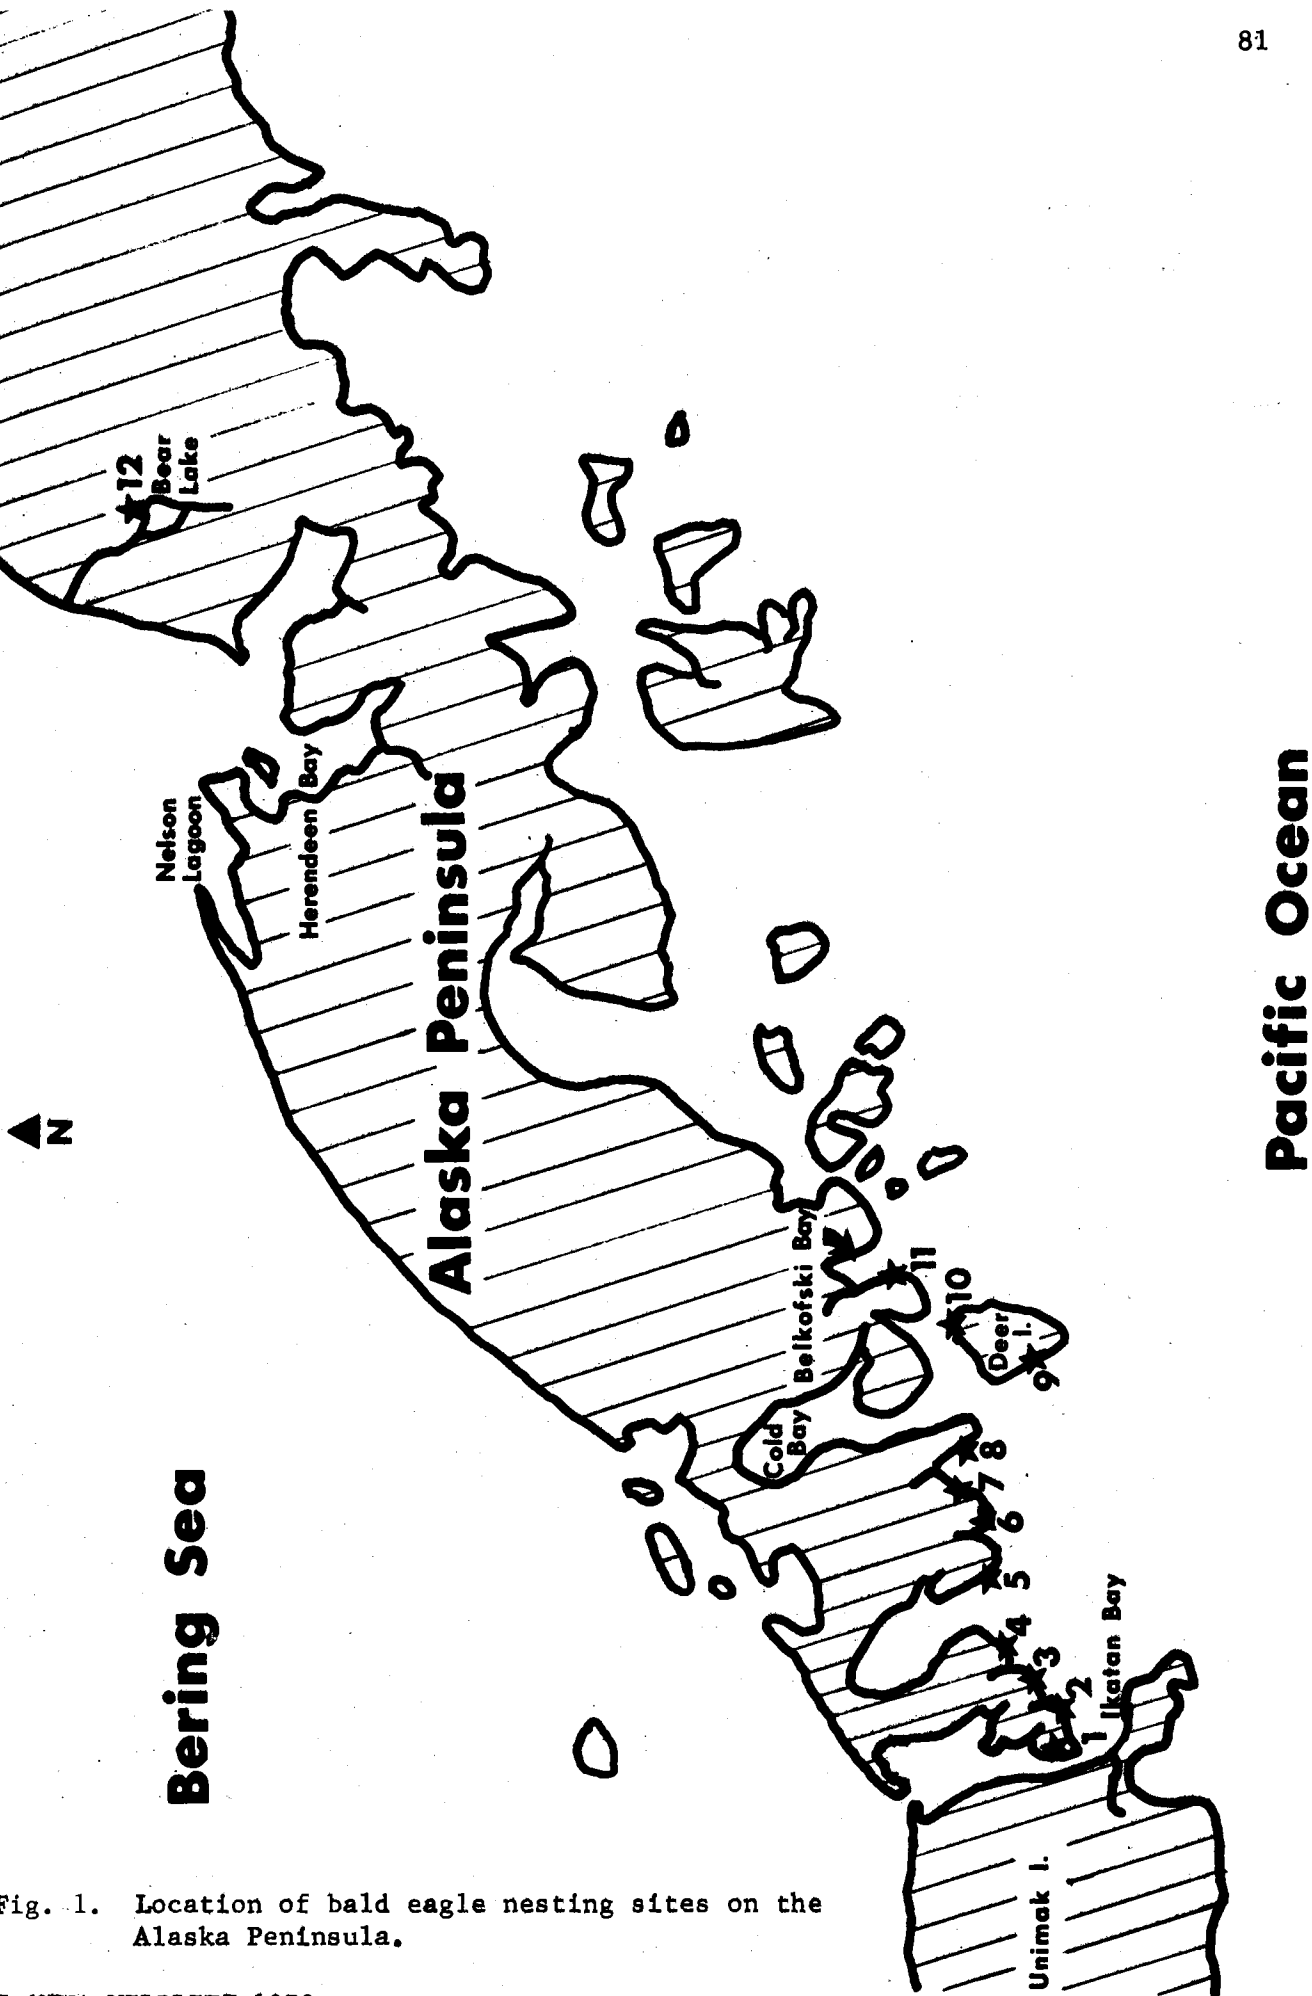 81
12
Bear
Lake
Nelson
Lagoon
Herendeen Bay
Alaska Peninsula
N
Pacific Ocean
Belkofski Bay
11
10
Deer
I.
9
Cold
Bay
8
7
6
5
4
3
2
1
Ikatan Bay
Bering Sea
Unimak I.
Fig. 1. Location of bald eagle nesting sites on the
Alaska Peninsula.